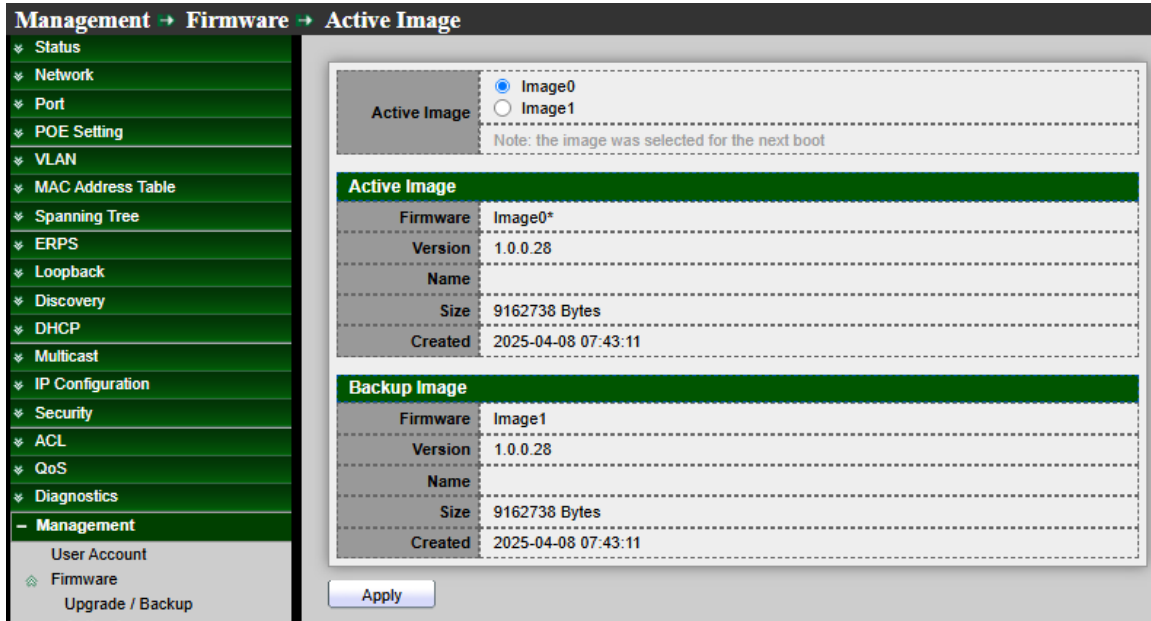 Management → Firmware → Active Image
Status
Network
Port
POE Setting
VLAN
MAC Address Table
Spanning Tree
ERPS
Loopback
Discovery
DHCP
Multicast
IP Configuration
Security
ACL
QoS
Diagnostics
Management
User Account
Firmware
Upgrade / Backup
Active Image
Image0
Image1
Note: the image was selected for the next boot
Active Image
Firmware Image0*
Version 1.0.0.28
Name
Size 9162738 Bytes
Created 2025-04-08 07:43:11
Backup Image
Firmware Image1
Version 1.0.0.28
Name
Size 9162738 Bytes
Created 2025-04-08 07:43:11
Apply